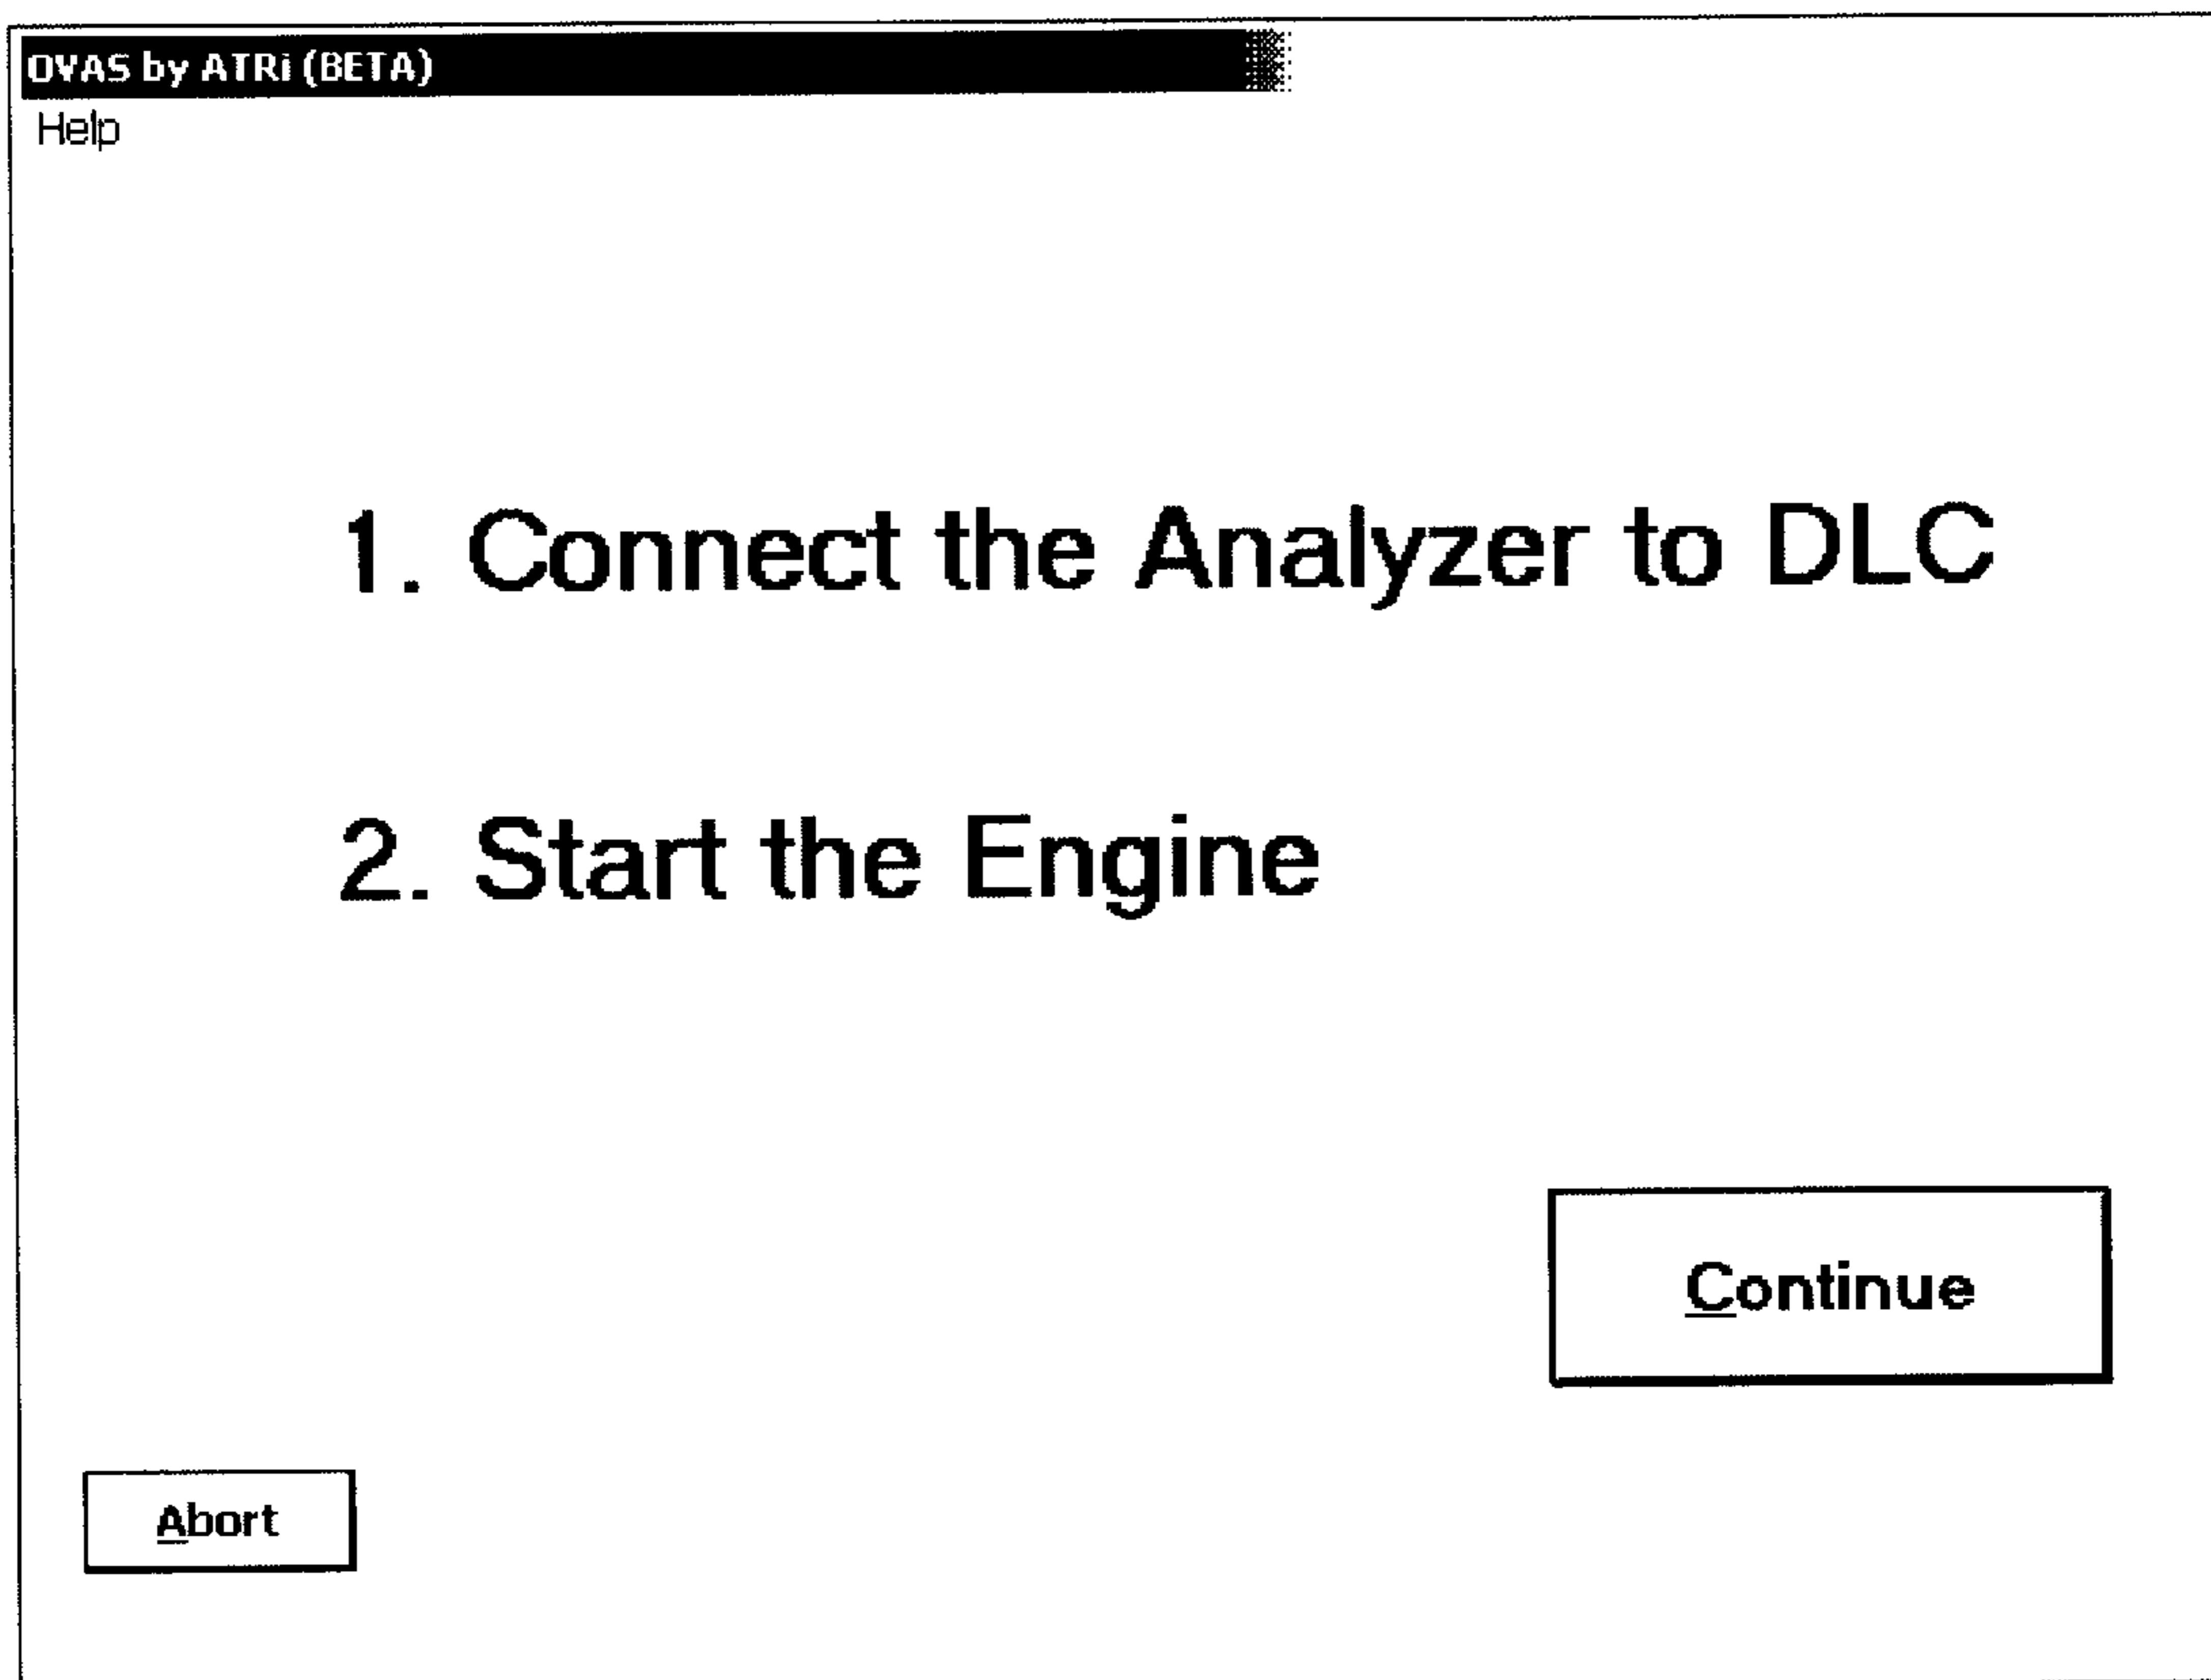 OVAS by ATRI (BETA)
Help
1. Connect the Analyzer to DLC
2. Start the Engine
Continue
Abort